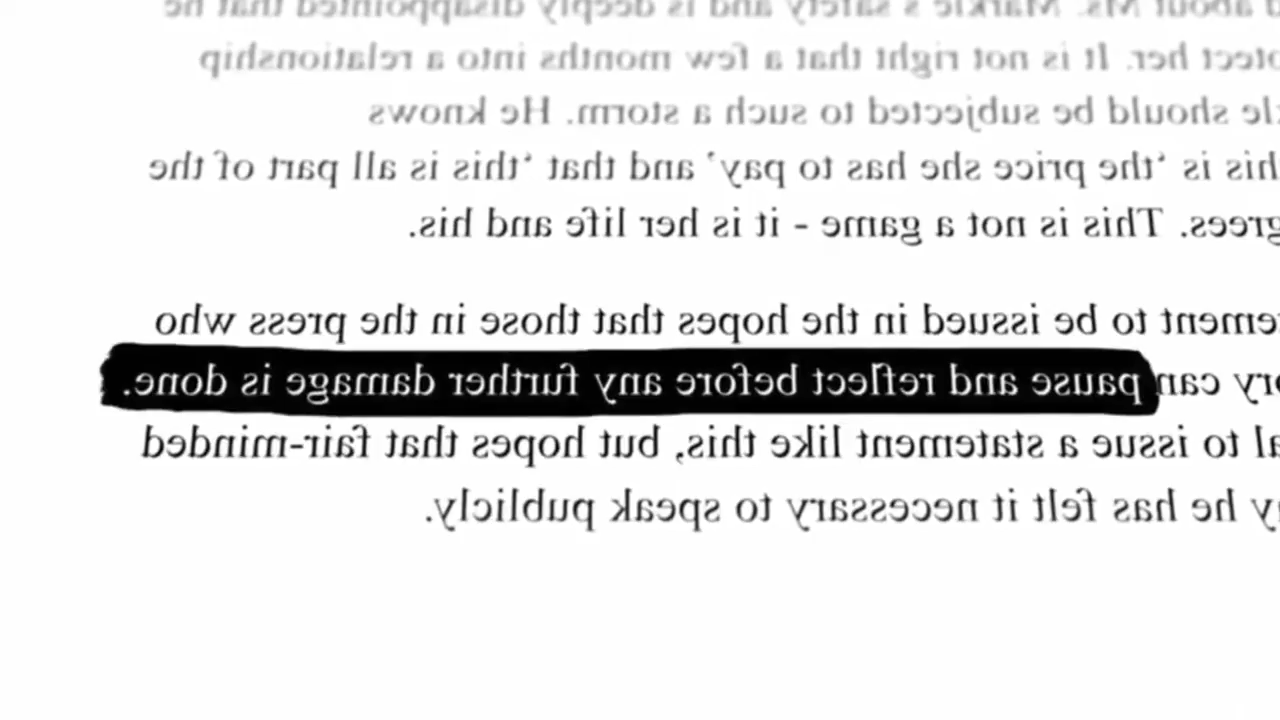 about Ms. Markle's safety and is deeply disappointed that he
otect her. It is not right that a few months into a relationship
kle should be subjected to such a storm. He knows
his is 'the price she has to pay' and that 'this is all part of the
grees. This is not a game - it is her life and his.
ement to be issued in the hopes that those in the press who
ry can pause and reflect before any further damage is done.
al to issue a statement like this, but hopes that fair-minded
y he has felt it necessary to speak publicly.